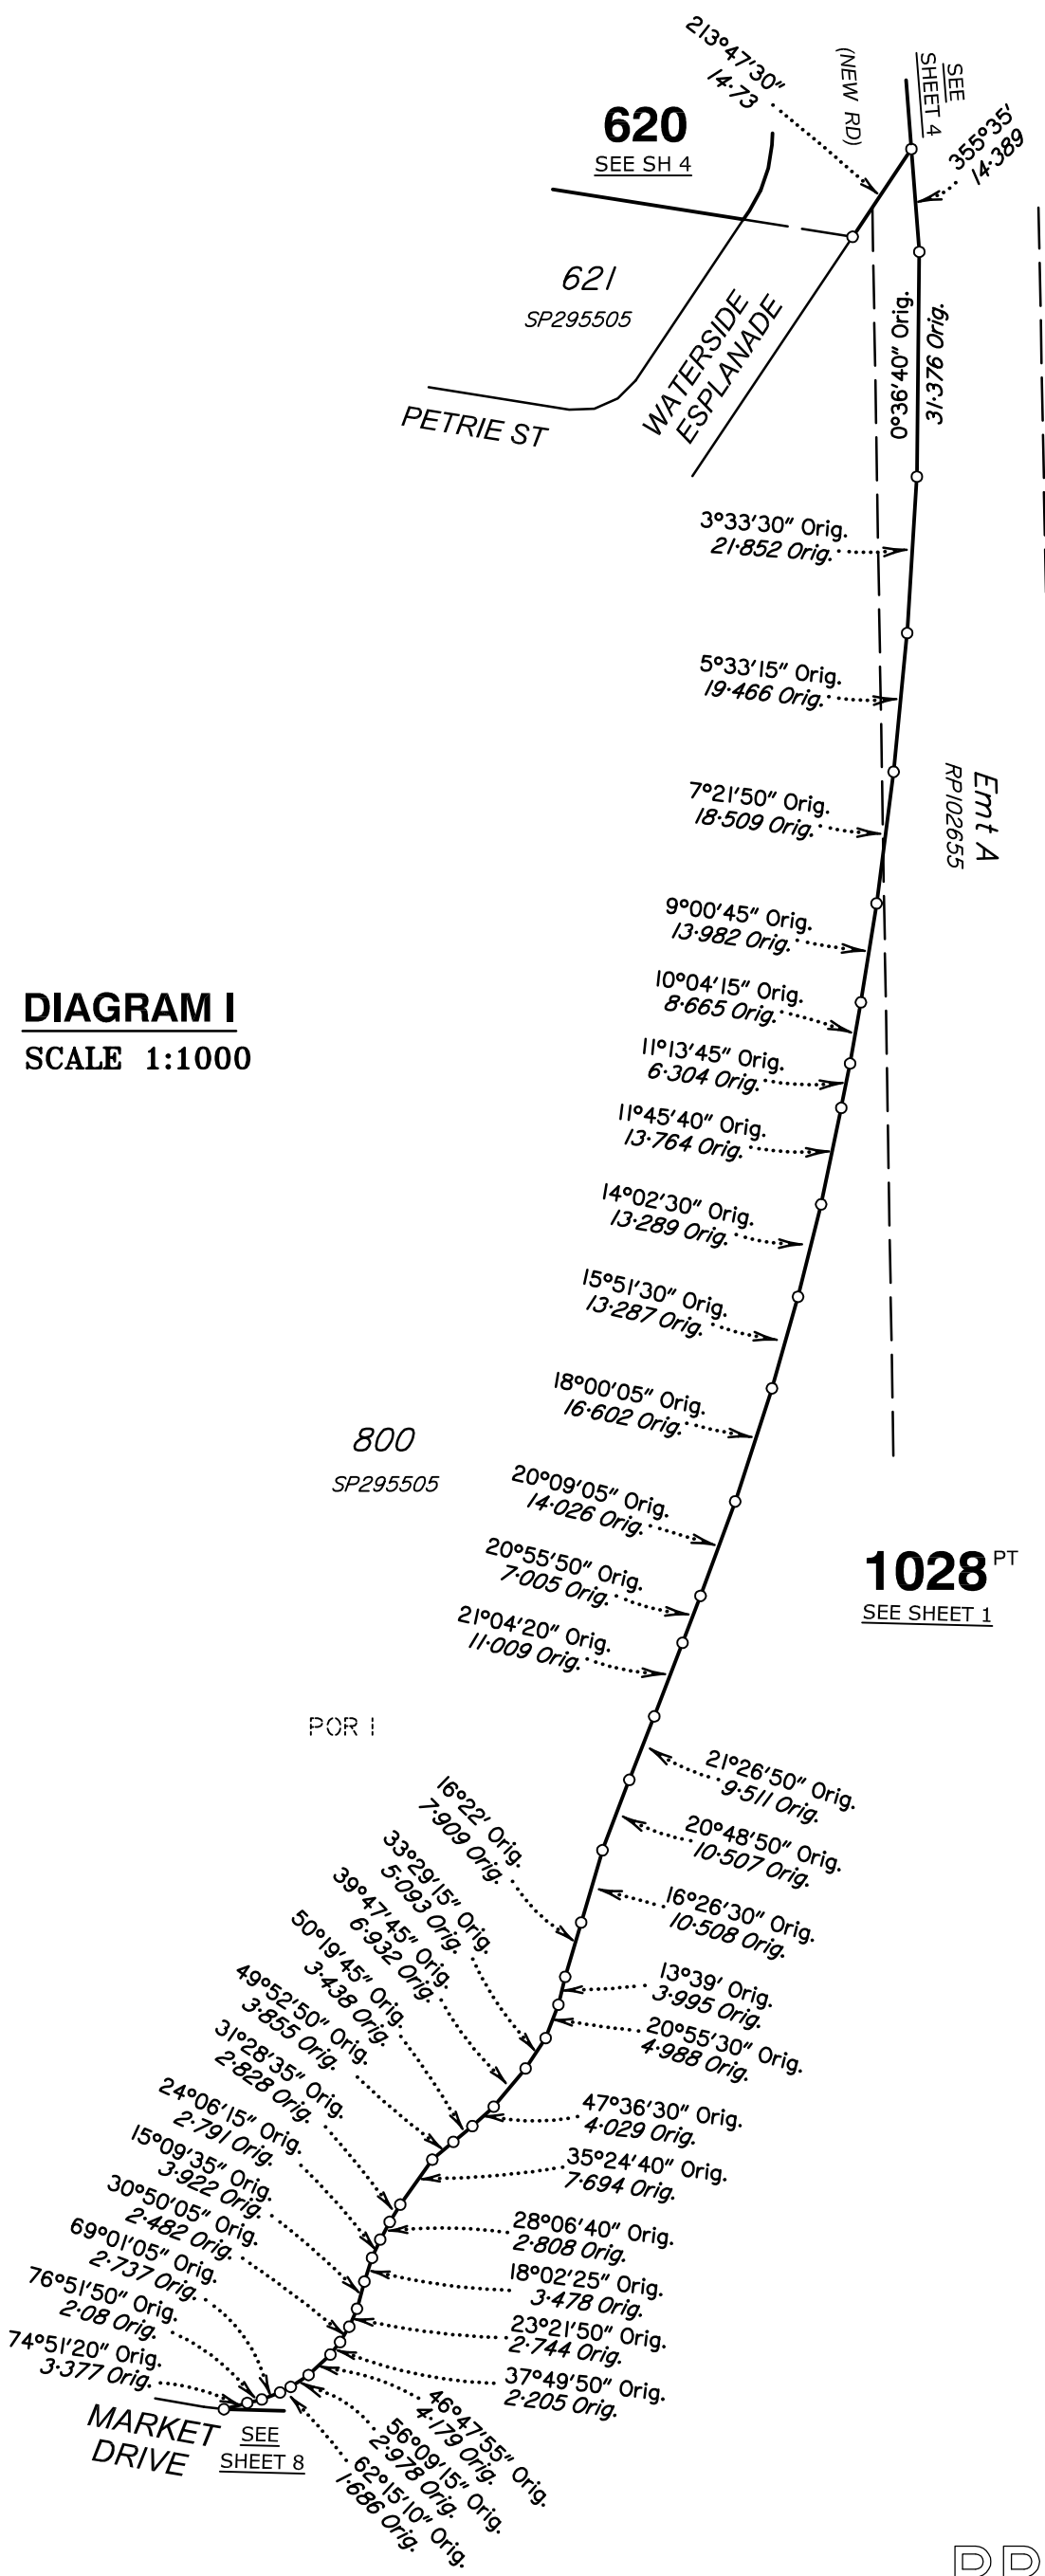 213°47'30"
14·73
(NEW RD)
SEE
SHEET 4
355°35'
14·389
620
SEE SH 4
621
SP295505
WATERSIDE
ESPLANADE
PETRIE ST
0°36'40" Orig.
31·376 Orig.
3°33'30" Orig.
21·852 Orig.
5°33'15" Orig.
19·466 Orig.
Emt A
RP102655
7°21'50" Orig.
18·509 Orig.
9°00'45" Orig.
13·982 Orig.
DIAGRAM I
SCALE 1:1000
10°04'15" Orig.
8·665 Orig.
11°13'45" Orig.
6·304 Orig.
11°45'40" Orig.
13·764 Orig.
14°02'30" Orig.
13·289 Orig.
15°51'30" Orig.
13·287 Orig.
18°00'05" Orig.
16·602 Orig.
800
SP295505
20°09'05" Orig.
14·026 Orig.
20°55'50" Orig.
7·005 Orig.
1028 PT
SEE SHEET 1
21°04'20" Orig.
11·009 Orig.
POR 1
21°26'50" Orig.
9·511 Orig.
20°48'50" Orig.
10·507 Orig.
16°26'30" Orig.
10·508 Orig.
16°22' Orig.
7·909 Orig.
13°39' Orig.
3·995 Orig.
20°55'30" Orig.
4·988 Orig.
33°29'15" Orig.
5·093 Orig.
39°47'45" Orig.
6·932 Orig.
47°36'30" Orig.
4·029 Orig.
50°19'45" Orig.
3·438 Orig.
49°52'50" Orig.
3·855 Orig.
35°24'40" Orig.
7·694 Orig.
31°28'35" Orig.
2·828 Orig.
28°06'40" Orig.
2·808 Orig.
24°06'15" Orig.
2·791 Orig.
18°02'25" Orig.
3·478 Orig.
15°09'35" Orig.
3·922 Orig.
23°21'50" Orig.
2·744 Orig.
30°50'05" Orig.
2·482 Orig.
37°49'50" Orig.
2·205 Orig.
46°47'55" Orig.
4·179 Orig.
56°09'15" Orig.
2·978 Orig.
62°15'10" Orig.
1·686 Orig.
69°01'05" Orig.
2·737 Orig.
76°51'50" Orig.
2·08 Orig.
74°51'20" Orig.
3·377 Orig.
MARKET
DRIVE
SEE
SHEET 8